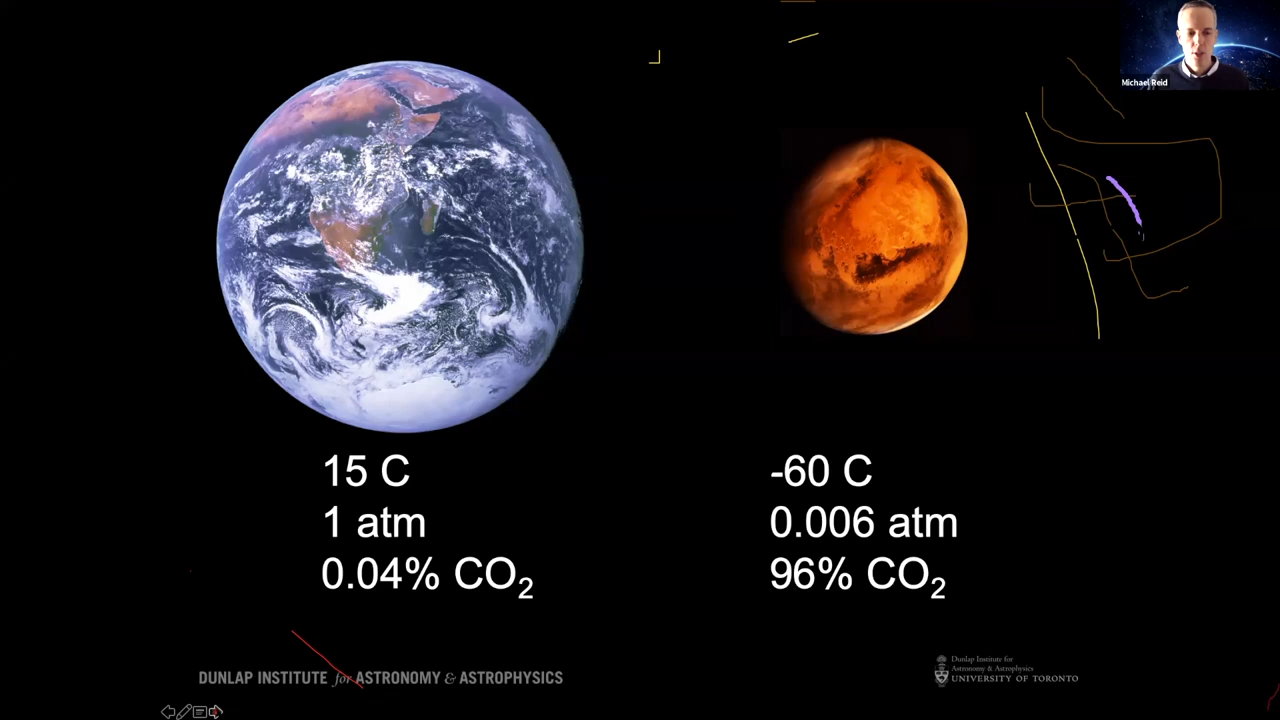 Michael Reid
15 C
1 atm
0.04% CO₂
-60 C
0.006 atm
96% CO₂
DUNLAP INSTITUTE for ASTRONOMY & ASTROPHYSICS
Dunlap Institute for
Astronomy & Astrophysics
UNIVERSITY OF TORONTO